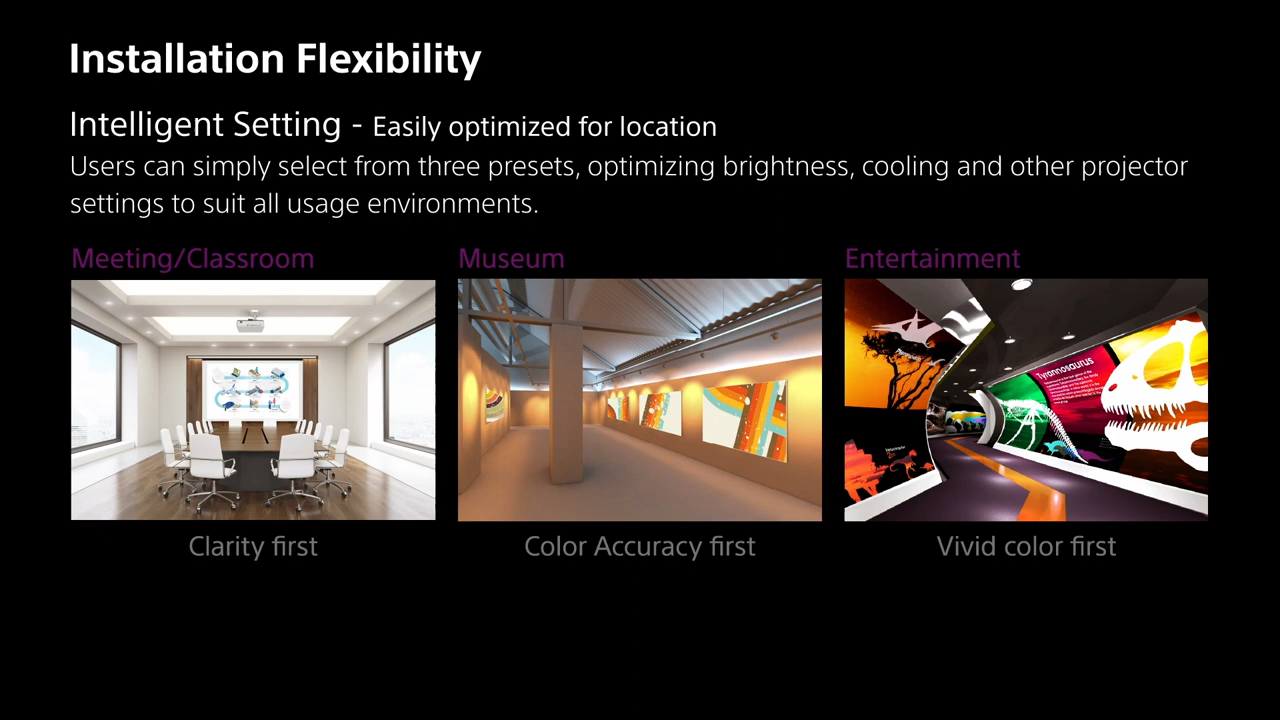 Installation Flexibility
Intelligent Setting - Easily optimized for location
Users can simply select from three presets, optimizing brightness, cooling and other projector
settings to suit all usage environments.
Meeting/Classroom
Museum
Entertainment
Tyrannosaurus
Clarity first
Color Accuracy first
Vivid color first